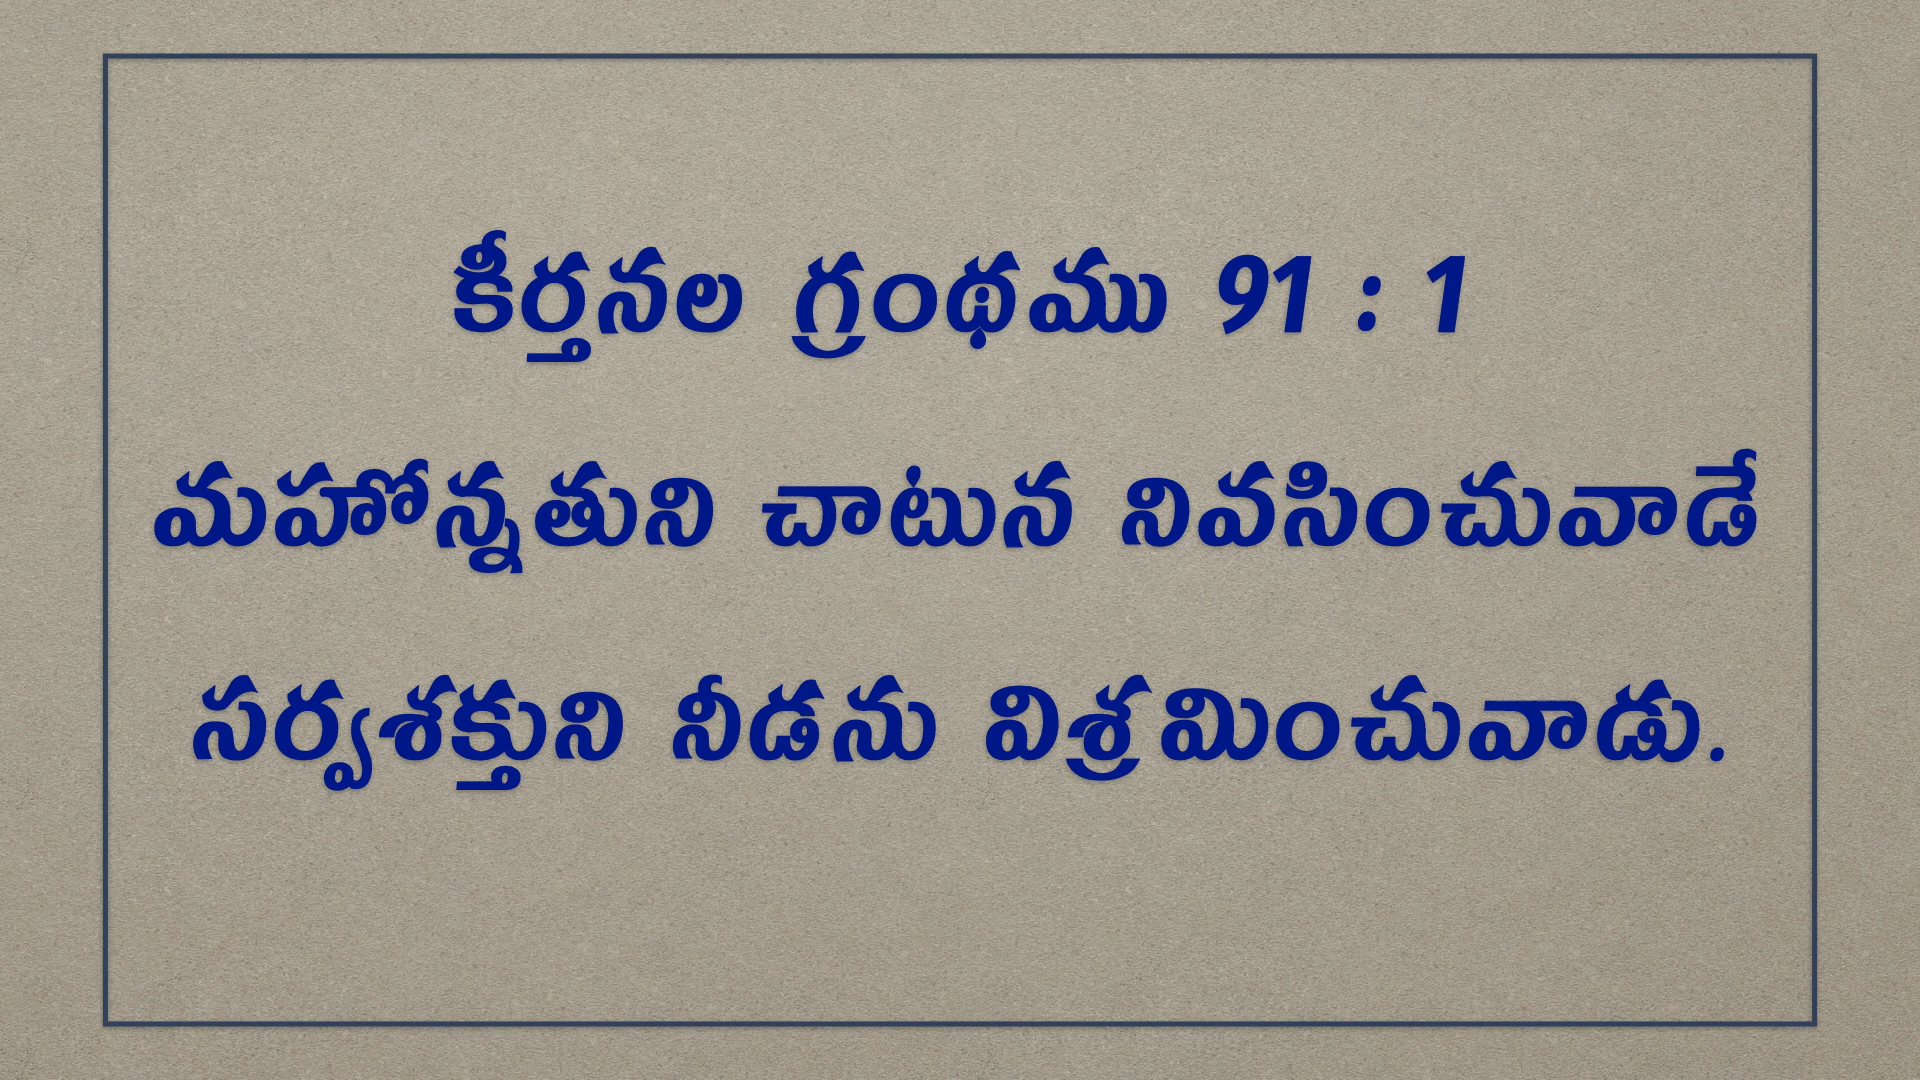 కీర్తనల గ్రంథము 91 : 1
మహోన్నతుని చాటున నివసించువాడే
సర్వశక్తుని నీడను విశ్రమించువాడు.